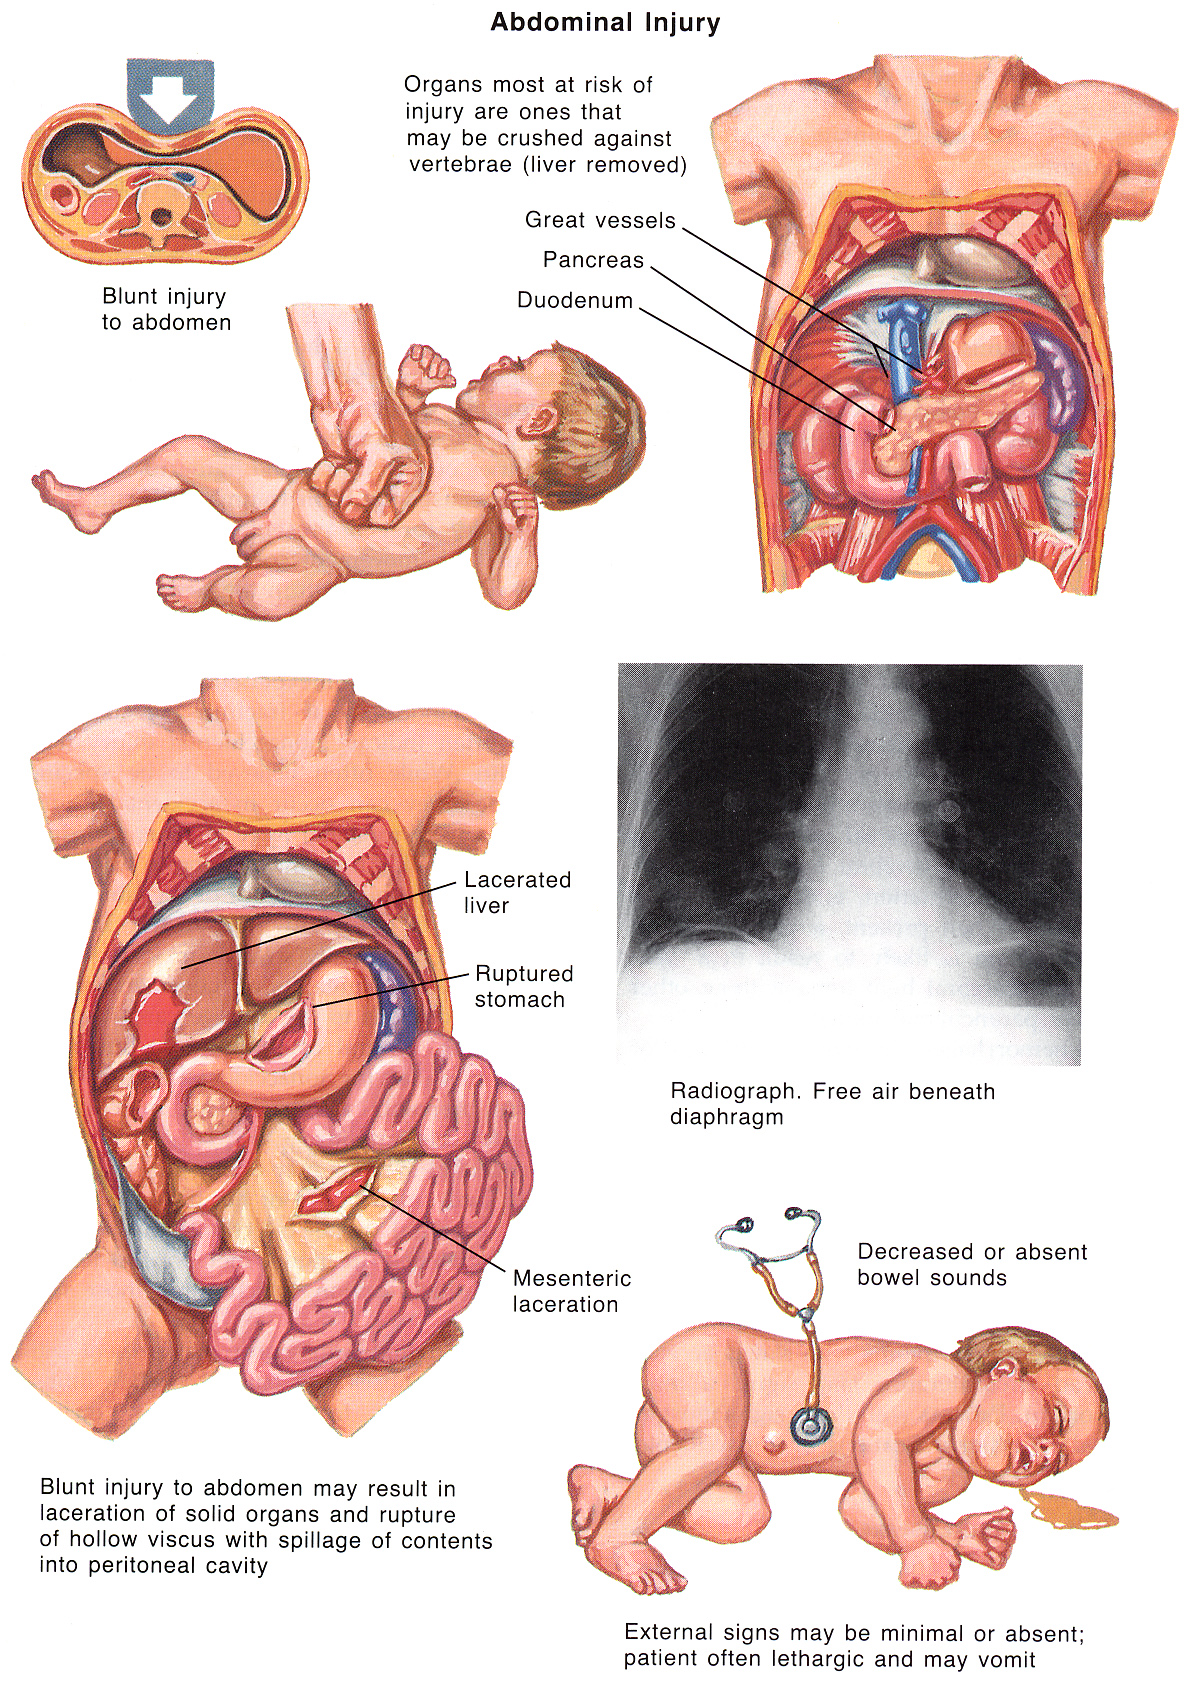 Abdominal Injury
Organs most at risk of
injury are ones that
may be crushed against
vertebrae (liver removed)
Great vessels
Pancreas
Duodenum
Blunt injury
to abdomen
Lacerated
liver
Ruptured
stomach
Mesenteric
laceration
Radiograph. Free air beneath
diaphragm
Decreased or absent
bowel sounds
Blunt injury to abdomen may result in
laceration of solid organs and rupture
of hollow viscus with spillage of contents
into peritoneal cavity
External signs may be minimal or absent;
patient often lethargic and may vomit